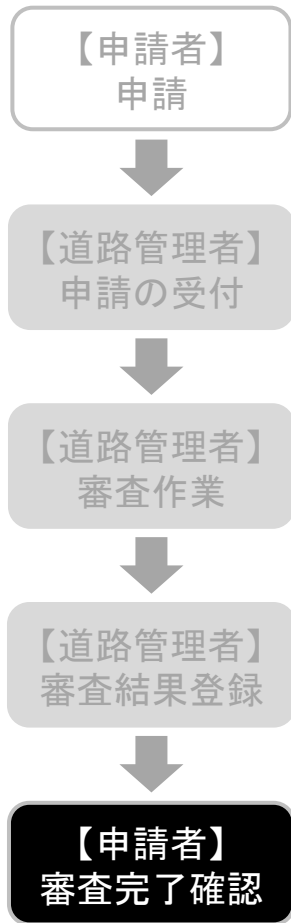 【申請者】
申請
【道路管理者】
申請の受付
【道路管理者】
審査作業
【道路管理者】
審査結果登録
【申請者】
審査完了確認